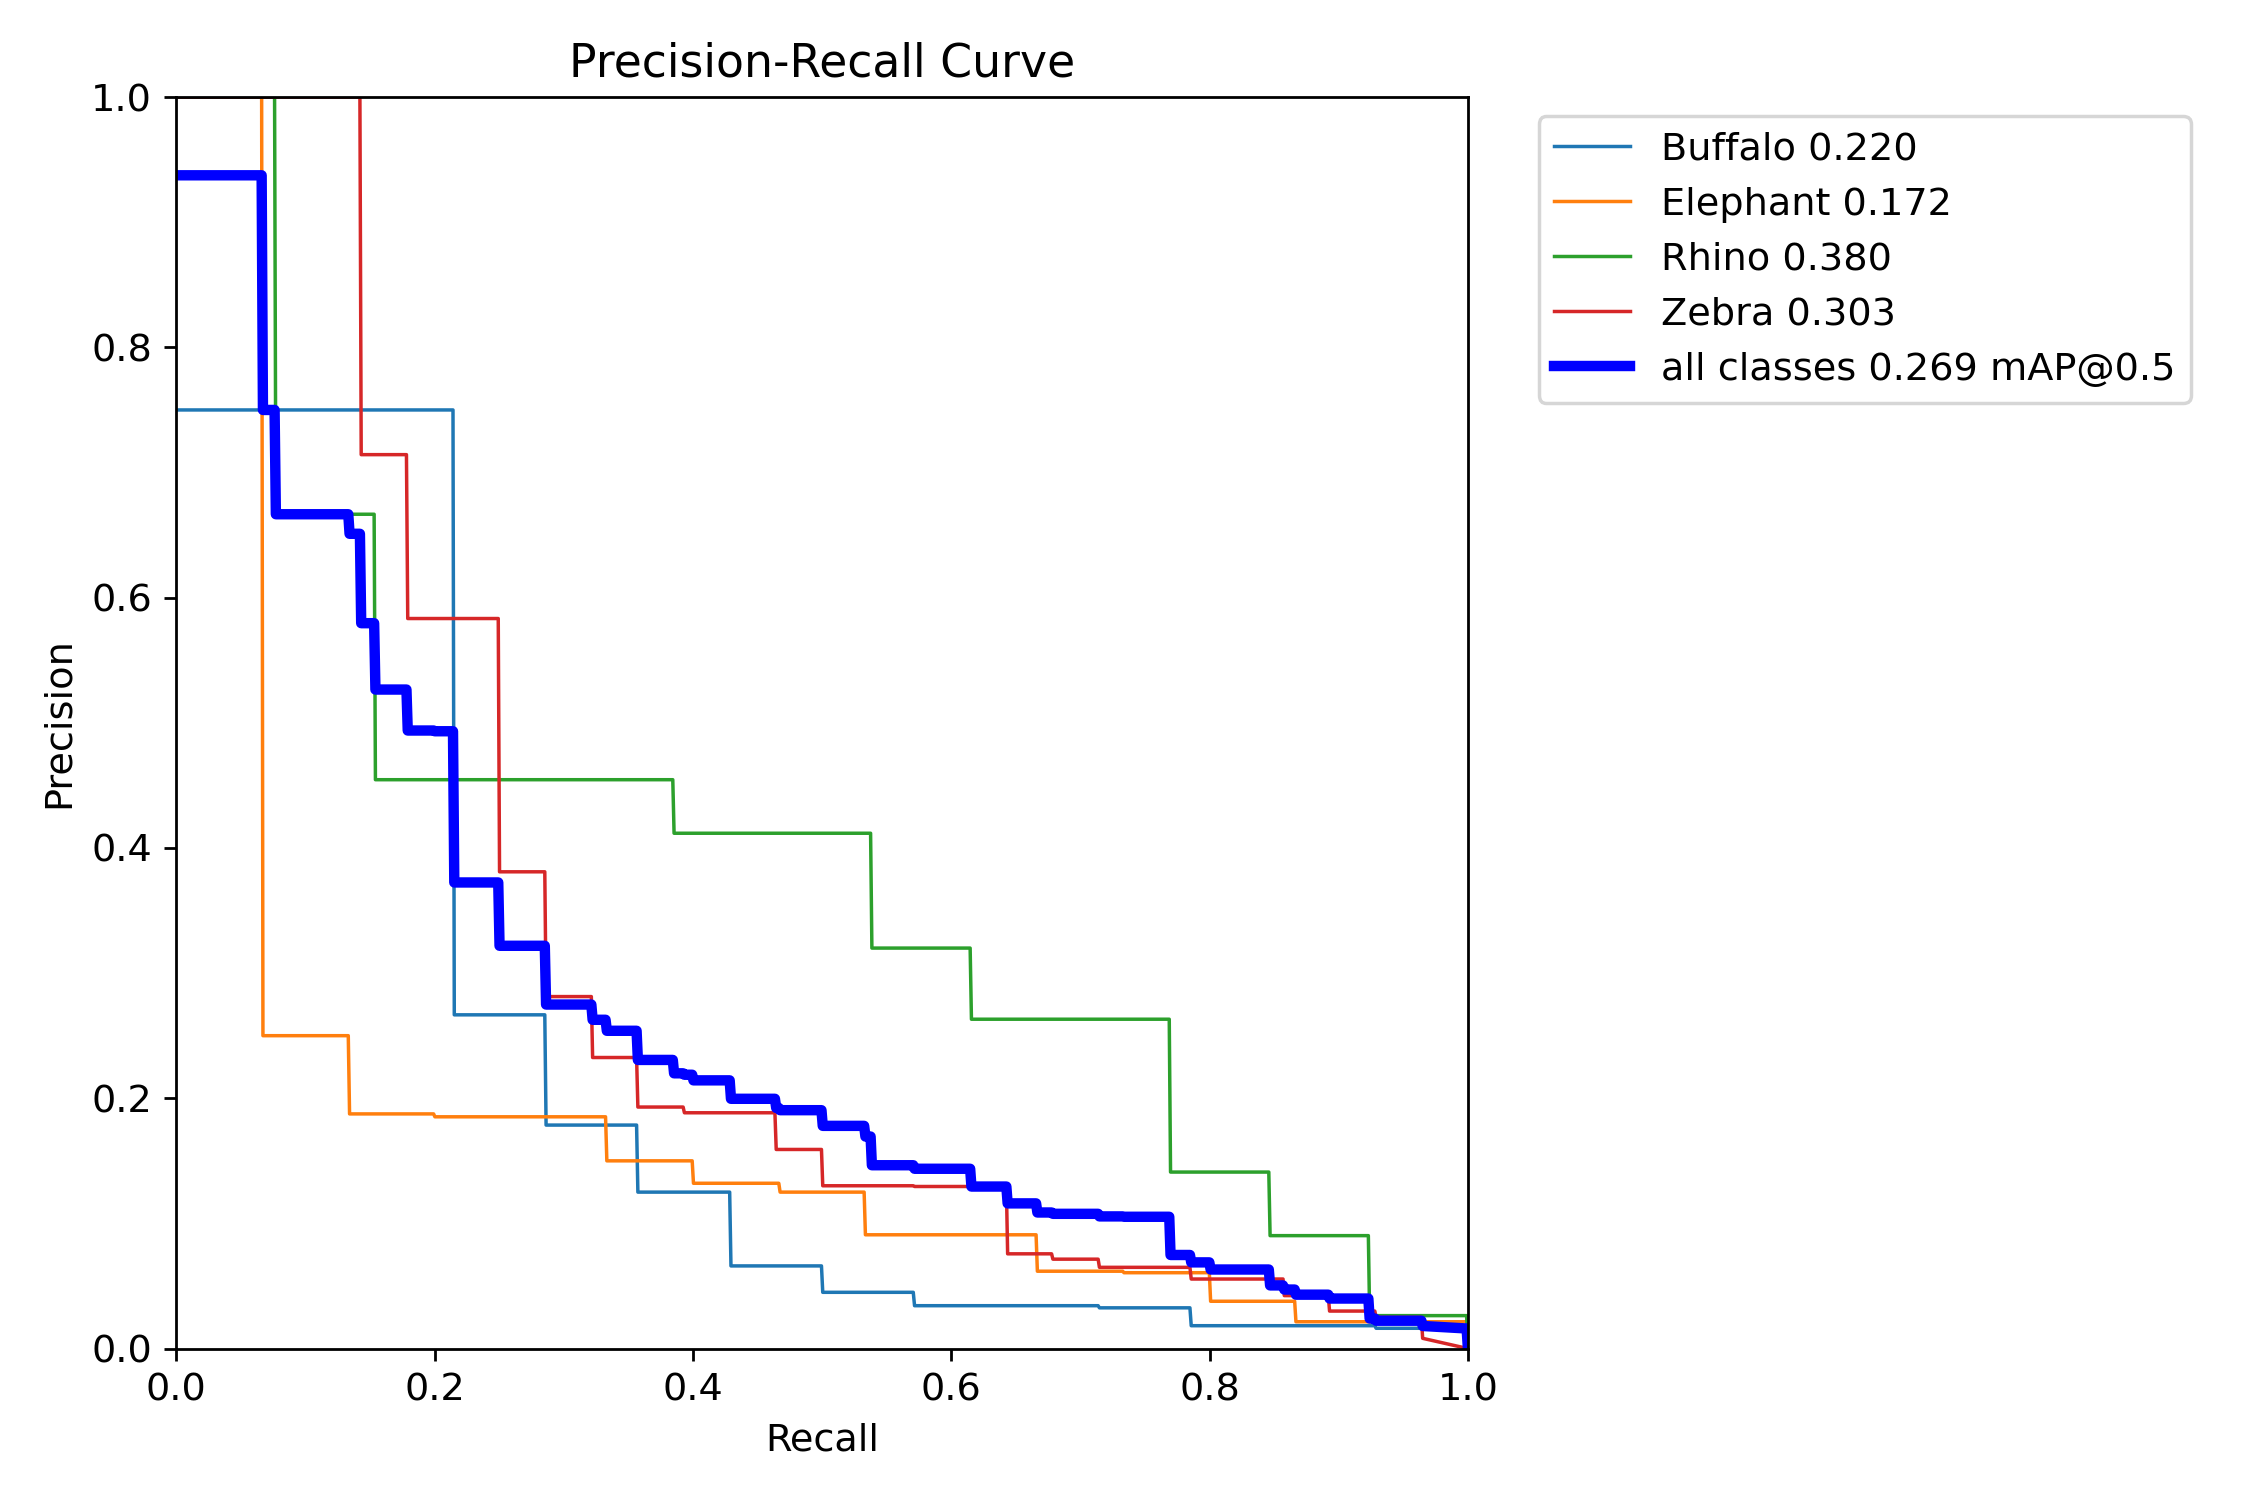 Precision-Recall Curve
1.0
0.8
0.6
0.4
0.2
0.0
Precision
0.0 0.2 0.4 0.6 0.8 1.0
Recall
Buffalo 0.220
Elephant 0.172
Rhino 0.380
Zebra 0.303
all classes 0.269 mAP@0.5